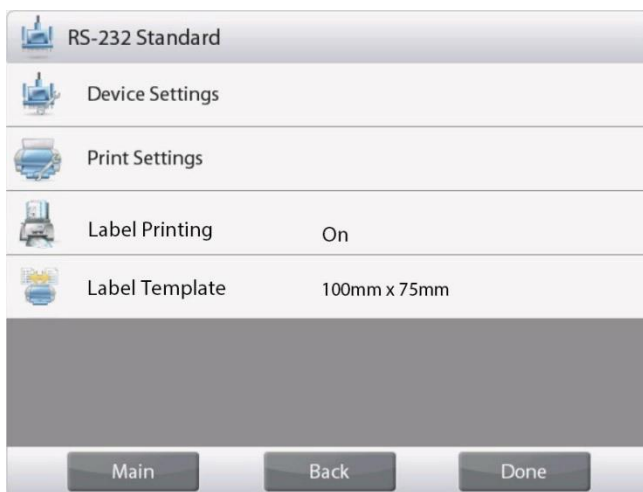 RS-232 Standard
Device Settings
Print Settings
Label Printing On
Label Template 100mm x 75mm
Main Back Done